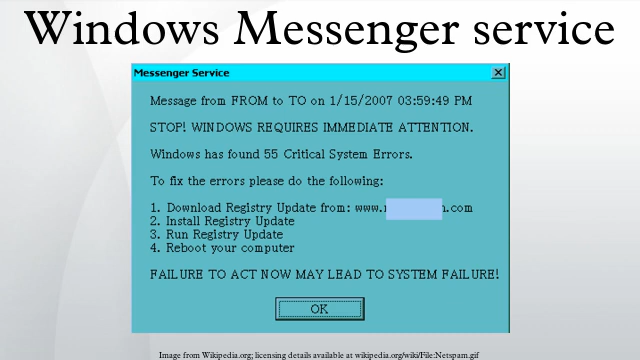 Windows Messenger service
Messenger Service
Message from FROM to TO on 1/15/2007 03:59:49 PM
STOP! WINDOWS REQUIRES IMMEDIATE ATTENTION.
Windows has found 55 Critical System Errors.
To fix the errors please do the following:
1. Download Registry Update from: www. .com
2. Install Registry Update
3. Run Registry Update
4. Reboot your computer
FAILURE TO ACT NOW MAY LEAD TO SYSTEM FAILURE!
OK
Image from Wikipedia.org; licensing details available at wikipedia.org/wiki/File:Netspam.gif